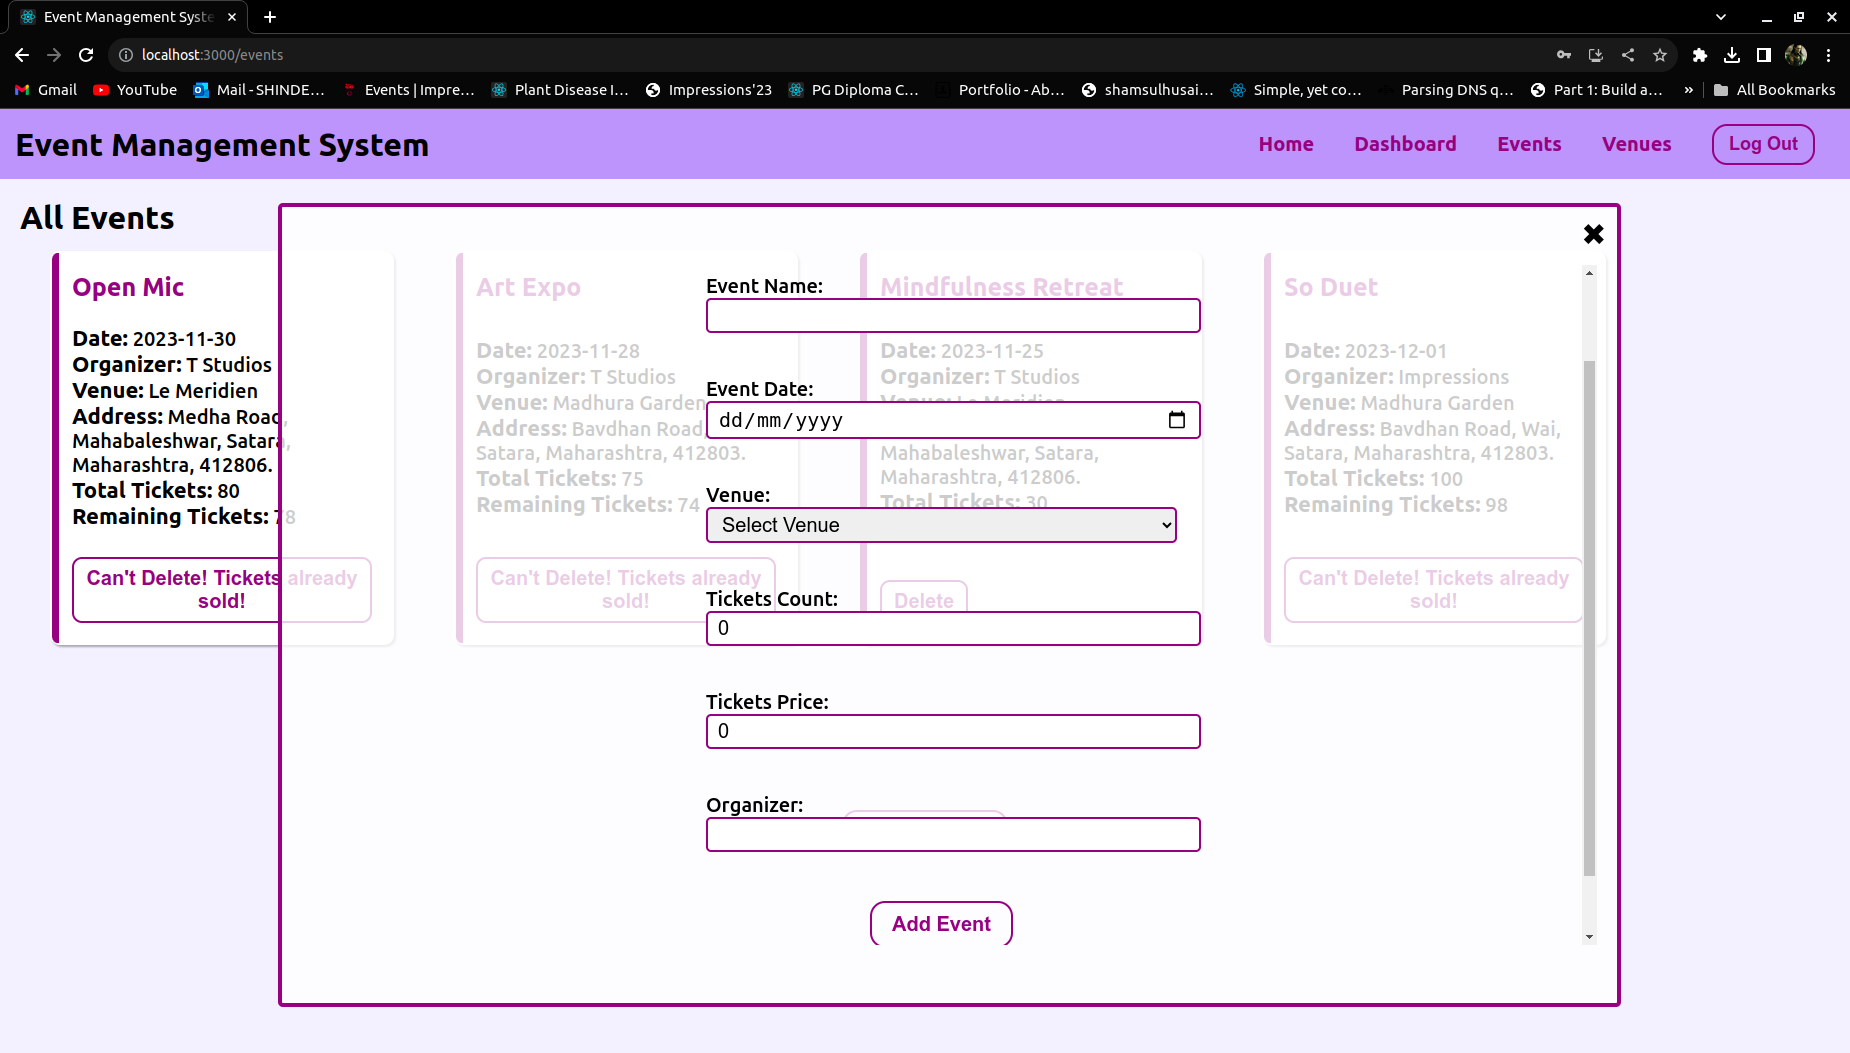 Event Management Syste
localhost:3000/events
Gmail
YouTube
Mail - SHINDE...
Events | Impre...
Plant Disease I...
Impressions'23
PG Diploma C...
Portfolio - Ab...
shamsulhusai...
Simple, yet co...
Parsing DNS q...
Part 1: Build a...
»
All Bookmarks
Event Management System
Home
Dashboard
Events
Venues
Log Out
All Events
Open Mic
Date: 2023-11-30
Organizer: T Studios
Venue: Le Meridien
Address: Medha Road,
Mahabaleshwar, Satara,
Maharashtra, 412806.
Total Tickets: 80
Remaining Tickets: 78
Can't Delete! Tickets already
sold!
Art Expo
Date: 2023-11-28
Organizer: T Studios
Venue: Madhura Garden
Address: Bavdhan Road,
Satara, Maharashtra, 412803.
Total Tickets: 75
Remaining Tickets: 74
Can't Delete! Tickets already
sold!
Mindfulness Retreat
Date: 2023-11-25
Organizer: T Studios
Venue: Le Meridien
Mahabaleshwar, Satara,
Maharashtra, 412806.
Total Tickets: 30
Delete
So Duet
Date: 2023-12-01
Organizer: Impressions
Venue: Madhura Garden
Address: Bavdhan Road, Wai,
Satara, Maharashtra, 412803.
Total Tickets: 100
Remaining Tickets: 98
Can't Delete! Tickets already
sold!
✖
Event Name:
Event Date:
dd/mm/yyyy
Venue:
Select Venue
Tickets Count:
0
Tickets Price:
0
Organizer:
Add Event